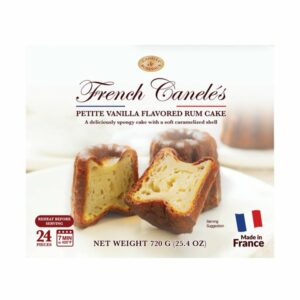 French Canelés
PETITE VANILLA FLAVORED RUM CAKE
A deliciously spongy cake with a soft caramelized shell
REHEAT BEFORE
SERVING
24
PIECES
7 MIN
Serving
Suggestion
Made in
France
NET WEIGHT 720 G (25.4 OZ)